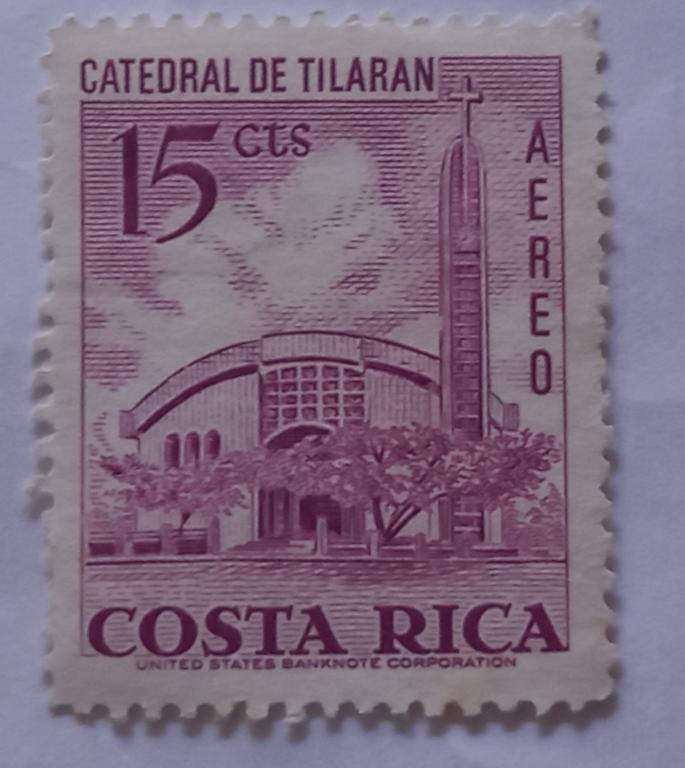 CATEDRAL DE TILARAN
15 cts
AEREO
COSTA RICA
UNITED STATES BANKNOTE CORPORATION